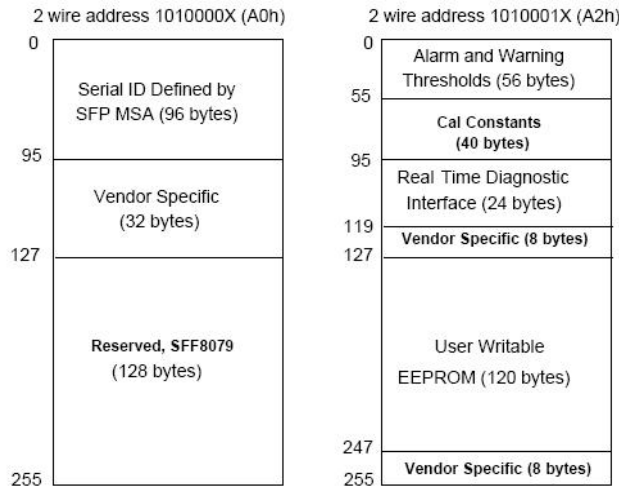 2 wire address 1010000X (A0h)
0
Serial ID Defined by
SFP MSA (96 bytes)
95
Vendor Specific
(32 bytes)
127
Reserved, SFF8079
(128 bytes)
255
2 wire address 1010001X (A2h)
0
Alarm and Warning
Thresholds (56 bytes)
55
Cal Constants
(40 bytes)
95
Real Time Diagnostic
Interface (24 bytes)
119
Vendor Specific (8 bytes)
127
User Writable
EEPROM (120 bytes)
247
Vendor Specific (8 bytes)
255